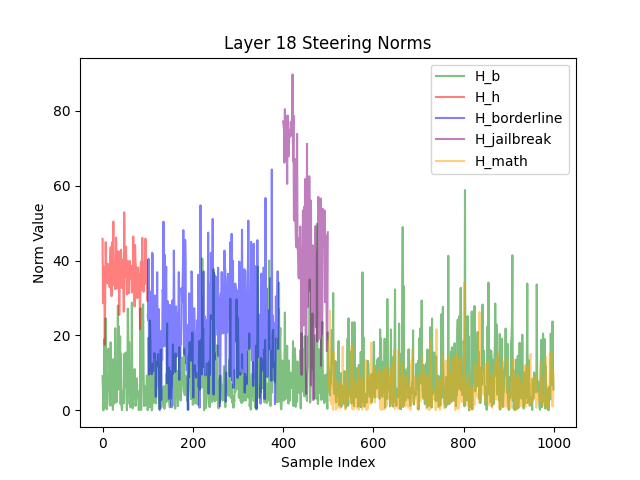 Layer 18 Steering Norms
H_b
H_h
H_borderline
H_jailbreak
H_math
Norm Value
80
60
40
20
0
0 200 400 600 800 1000
Sample Index